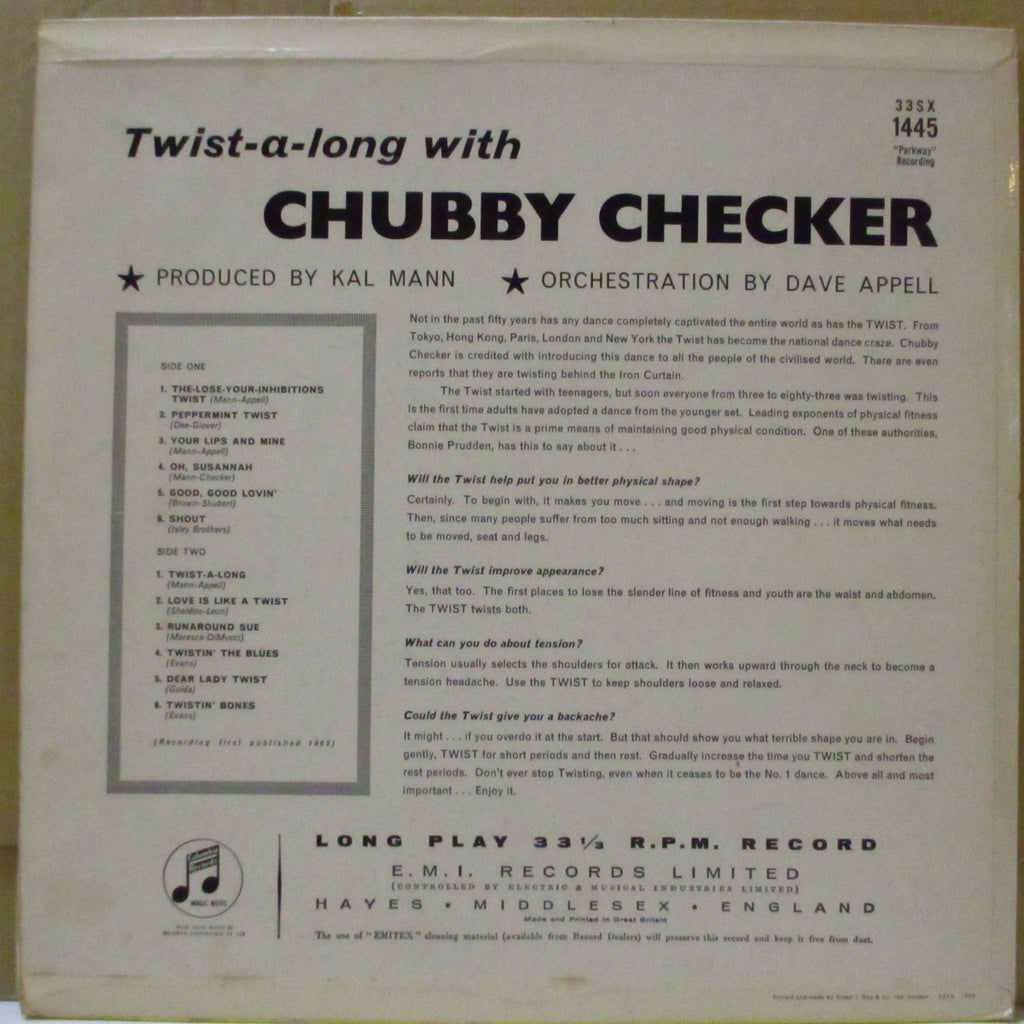 33SX
1445
"Parkway"
Recording
Twist-a-long with
CHUBBY CHECKER
★ PRODUCED BY KAL MANN ★ ORCHESTRATION BY DAVE APPELL
SIDE ONE
1. THE-LOSE-YOUR-INHIBITIONS
TWIST (Mann-Appell)
2. PEPPERMINT TWIST
(Dee-Glover)
3. YOUR LIPS AND MINE
(Mann-Appell)
4. OH, SUSANNAH
(Mann-Checker)
5. GOOD, GOOD LOVIN'
(Brown-Shubert)
6. SHOUT
(Isley Brothers)
SIDE TWO
1. TWIST-A-LONG
(Mann-Appell)
2. LOVE IS LIKE A TWIST
(Sheldon-Leon)
3. RUNAROUND SUE
(Maresca-DiMucci)
4. TWISTIN' THE BLUES
(Evans)
5. DEAR LADY TWIST
(Guida)
6. TWISTIN' BONES
(Evans)
(Recording first published 1962)
Not in the past fifty years has any dance completely captivated the entire world as has the TWIST. From
Tokyo, Hong Kong, Paris, London and New York the Twist has become the national dance craze. Chubby
Checker is credited with introducing this dance to all the people of the civilised world. There are even
reports that they are twisting behind the Iron Curtain.
The Twist started with teenagers, but soon everyone from three to eighty-three was twisting. This
is the first time adults have adopted a dance from the younger set. Leading exponents of physical fitness
claim that the Twist is a prime means of maintaining good physical condition. One of these authorities,
Bonnie Prudden, has this to say about it . . .
Will the Twist help put you in better physical shape?
Certainly. To begin with, it makes you move . . . and moving is the first step towards physical fitness.
Then, since many people suffer from too much sitting and not enough walking . . . it moves what needs
to be moved, seat and legs.
Will the Twist improve appearance?
Yes, that too. The first places to lose the slender line of fitness and youth are the waist and abdomen.
The TWIST twists both.
What can you do about tension?
Tension usually selects the shoulders for attack. It then works upward through the neck to become a
tension headache. Use the TWIST to keep shoulders loose and relaxed.
Could the Twist give you a backache?
It might . . . if you overdo it at the start. But that should show you what terrible shape you are in. Begin
gently, TWIST for short periods and then rest. Gradually increase the time you TWIST and shorten the
rest periods. Don't ever stop Twisting, even when it ceases to be the No. 1 dance. Above all and most
important . . . Enjoy it.
Columbia
Records
MAGIC NOTES
LONG PLAY 33⅓ R.P.M. RECORD
E.M.I. RECORDS LIMITED
(CONTROLLED BY ELECTRIC & MUSICAL INDUSTRIES LIMITED)
HAYES • MIDDLESEX • ENGLAND
Made and Printed in Great Britain
The use of "EMITEX" cleaning material (available from Record Dealers) will preserve this record and keep it free from dust.
Printed and made by Ernest J. Day & Co. Ltd. London